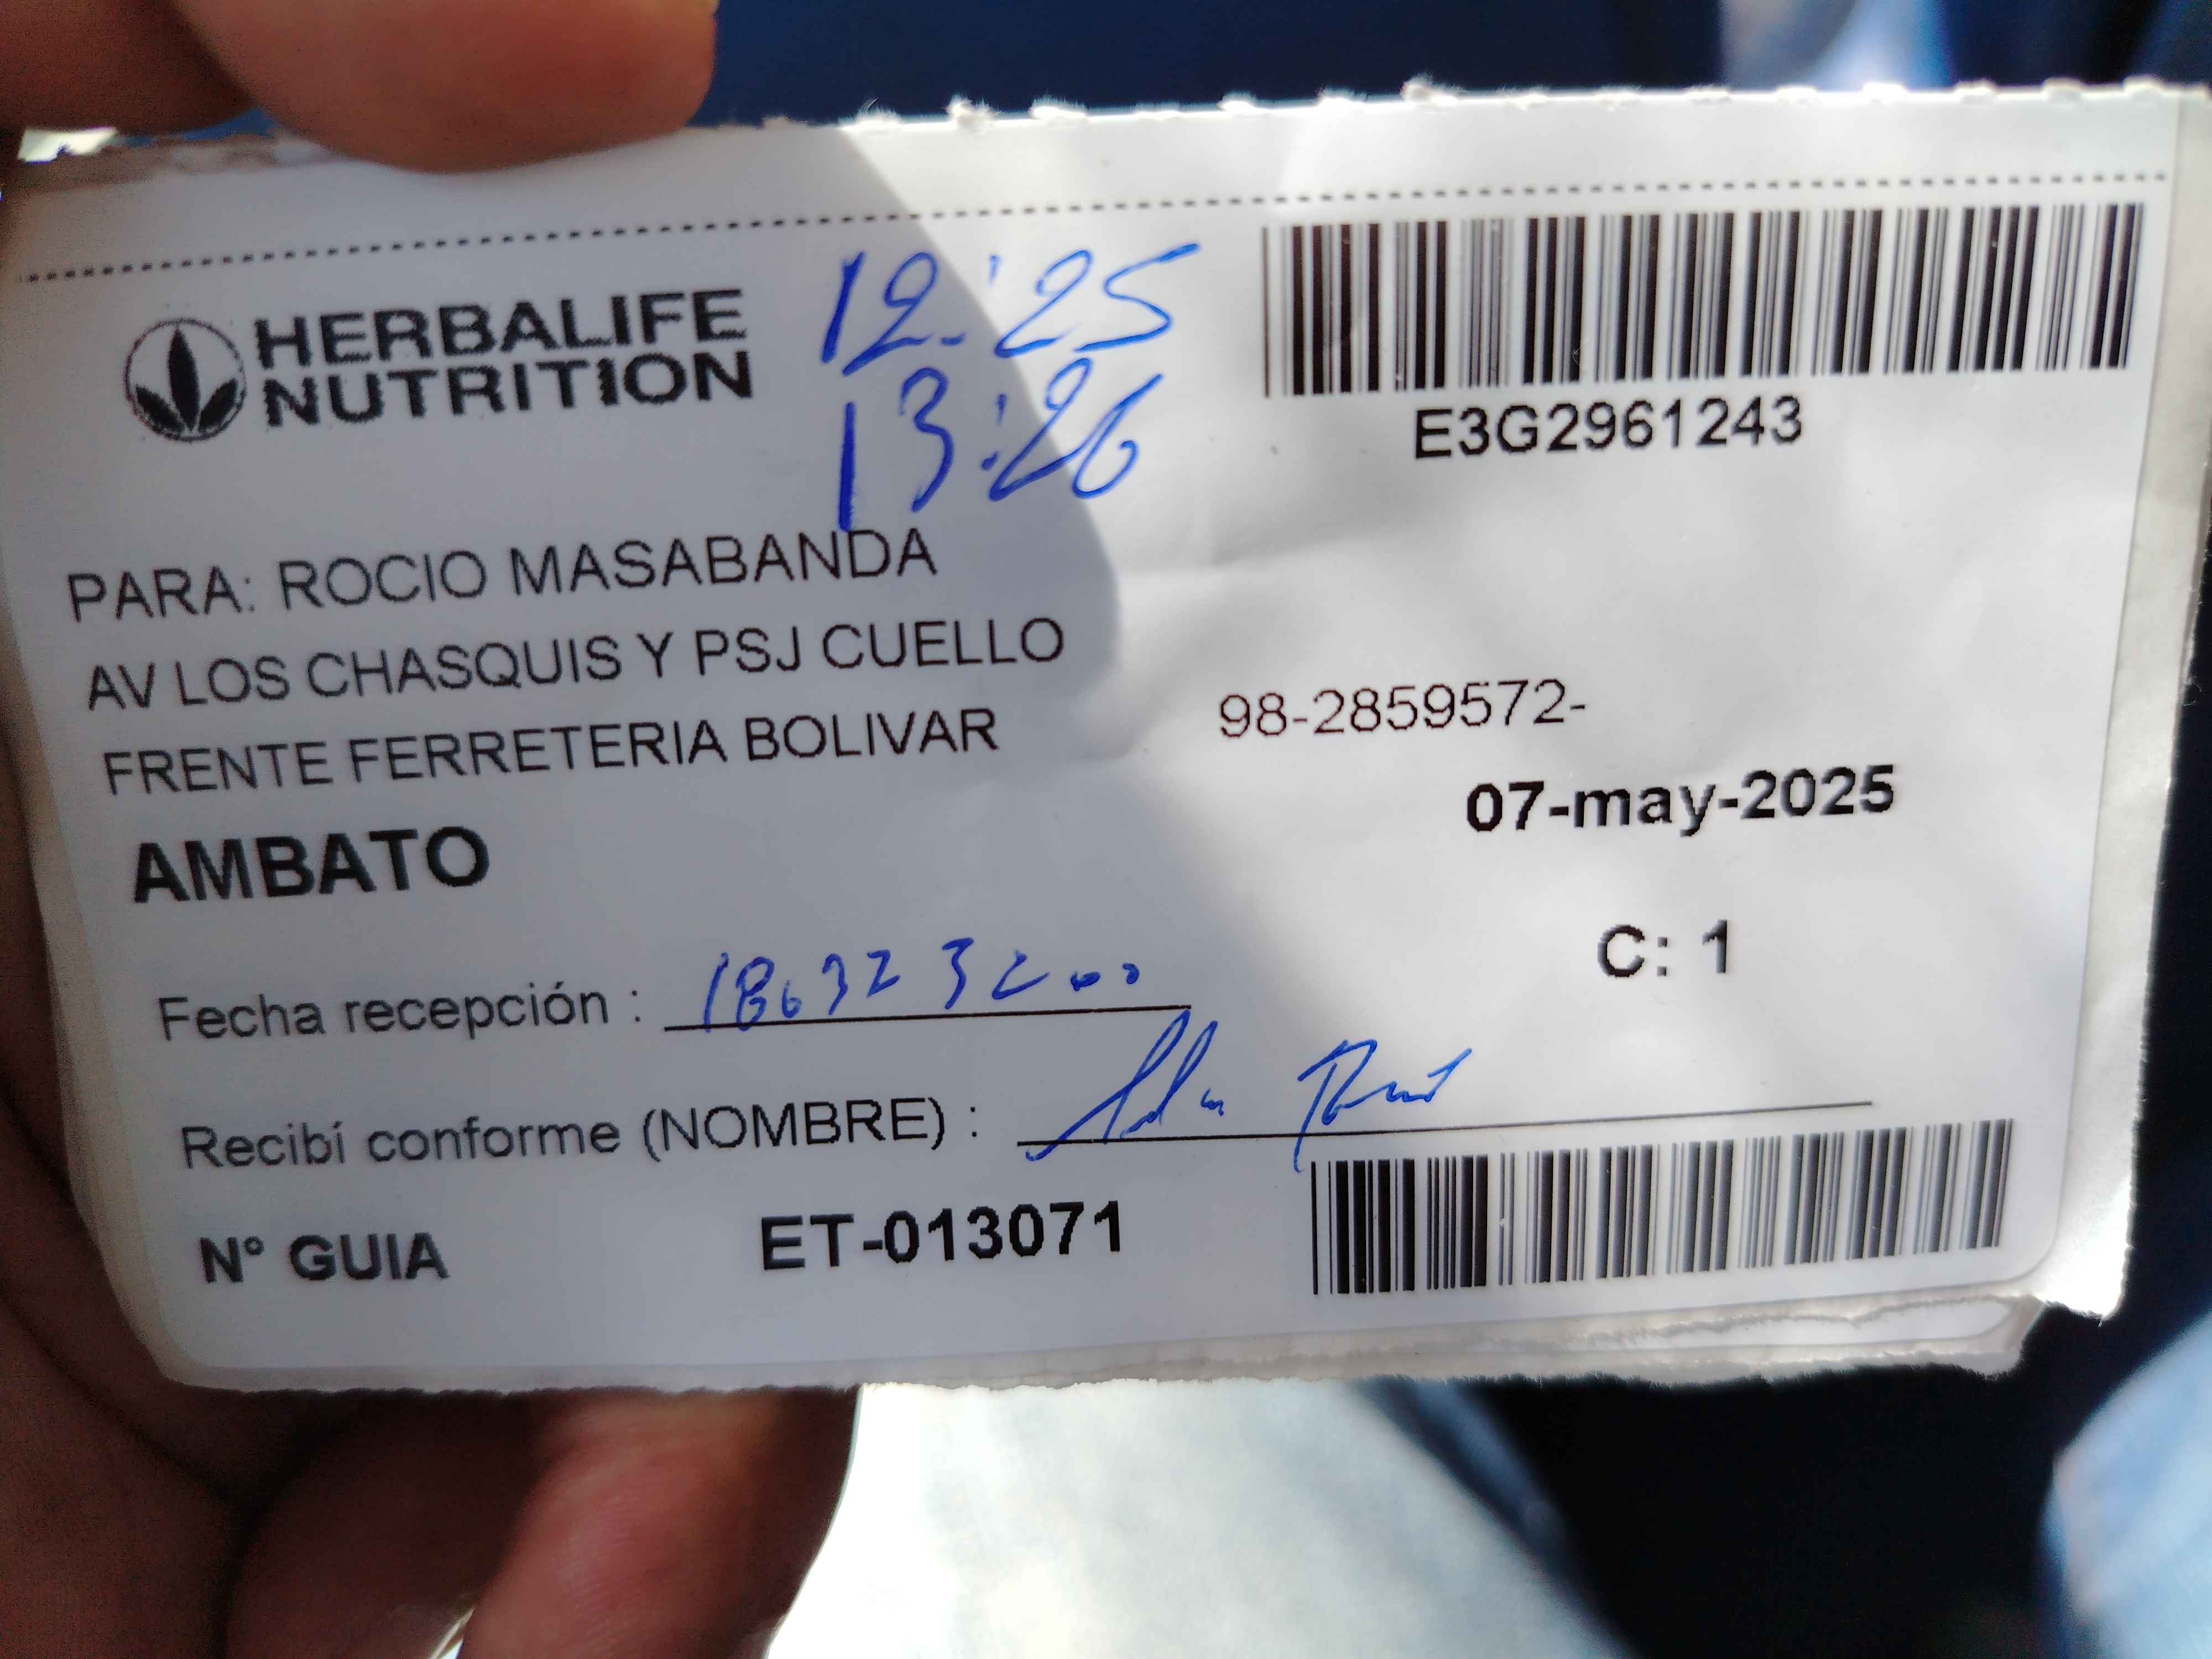 HERBALIFE
NUTRITION
12:25
13:26
E3G2961243
PARA: ROCIO MASABANDA
AV LOS CHASQUIS Y PSJ CUELLO
FRENTE FERRETERIA BOLIVAR
98-2859572-
07-may-2025
AMBATO
C: 1
Fecha recepción :
Recibí conforme (NOMBRE) :
N° GUIA ET-013071